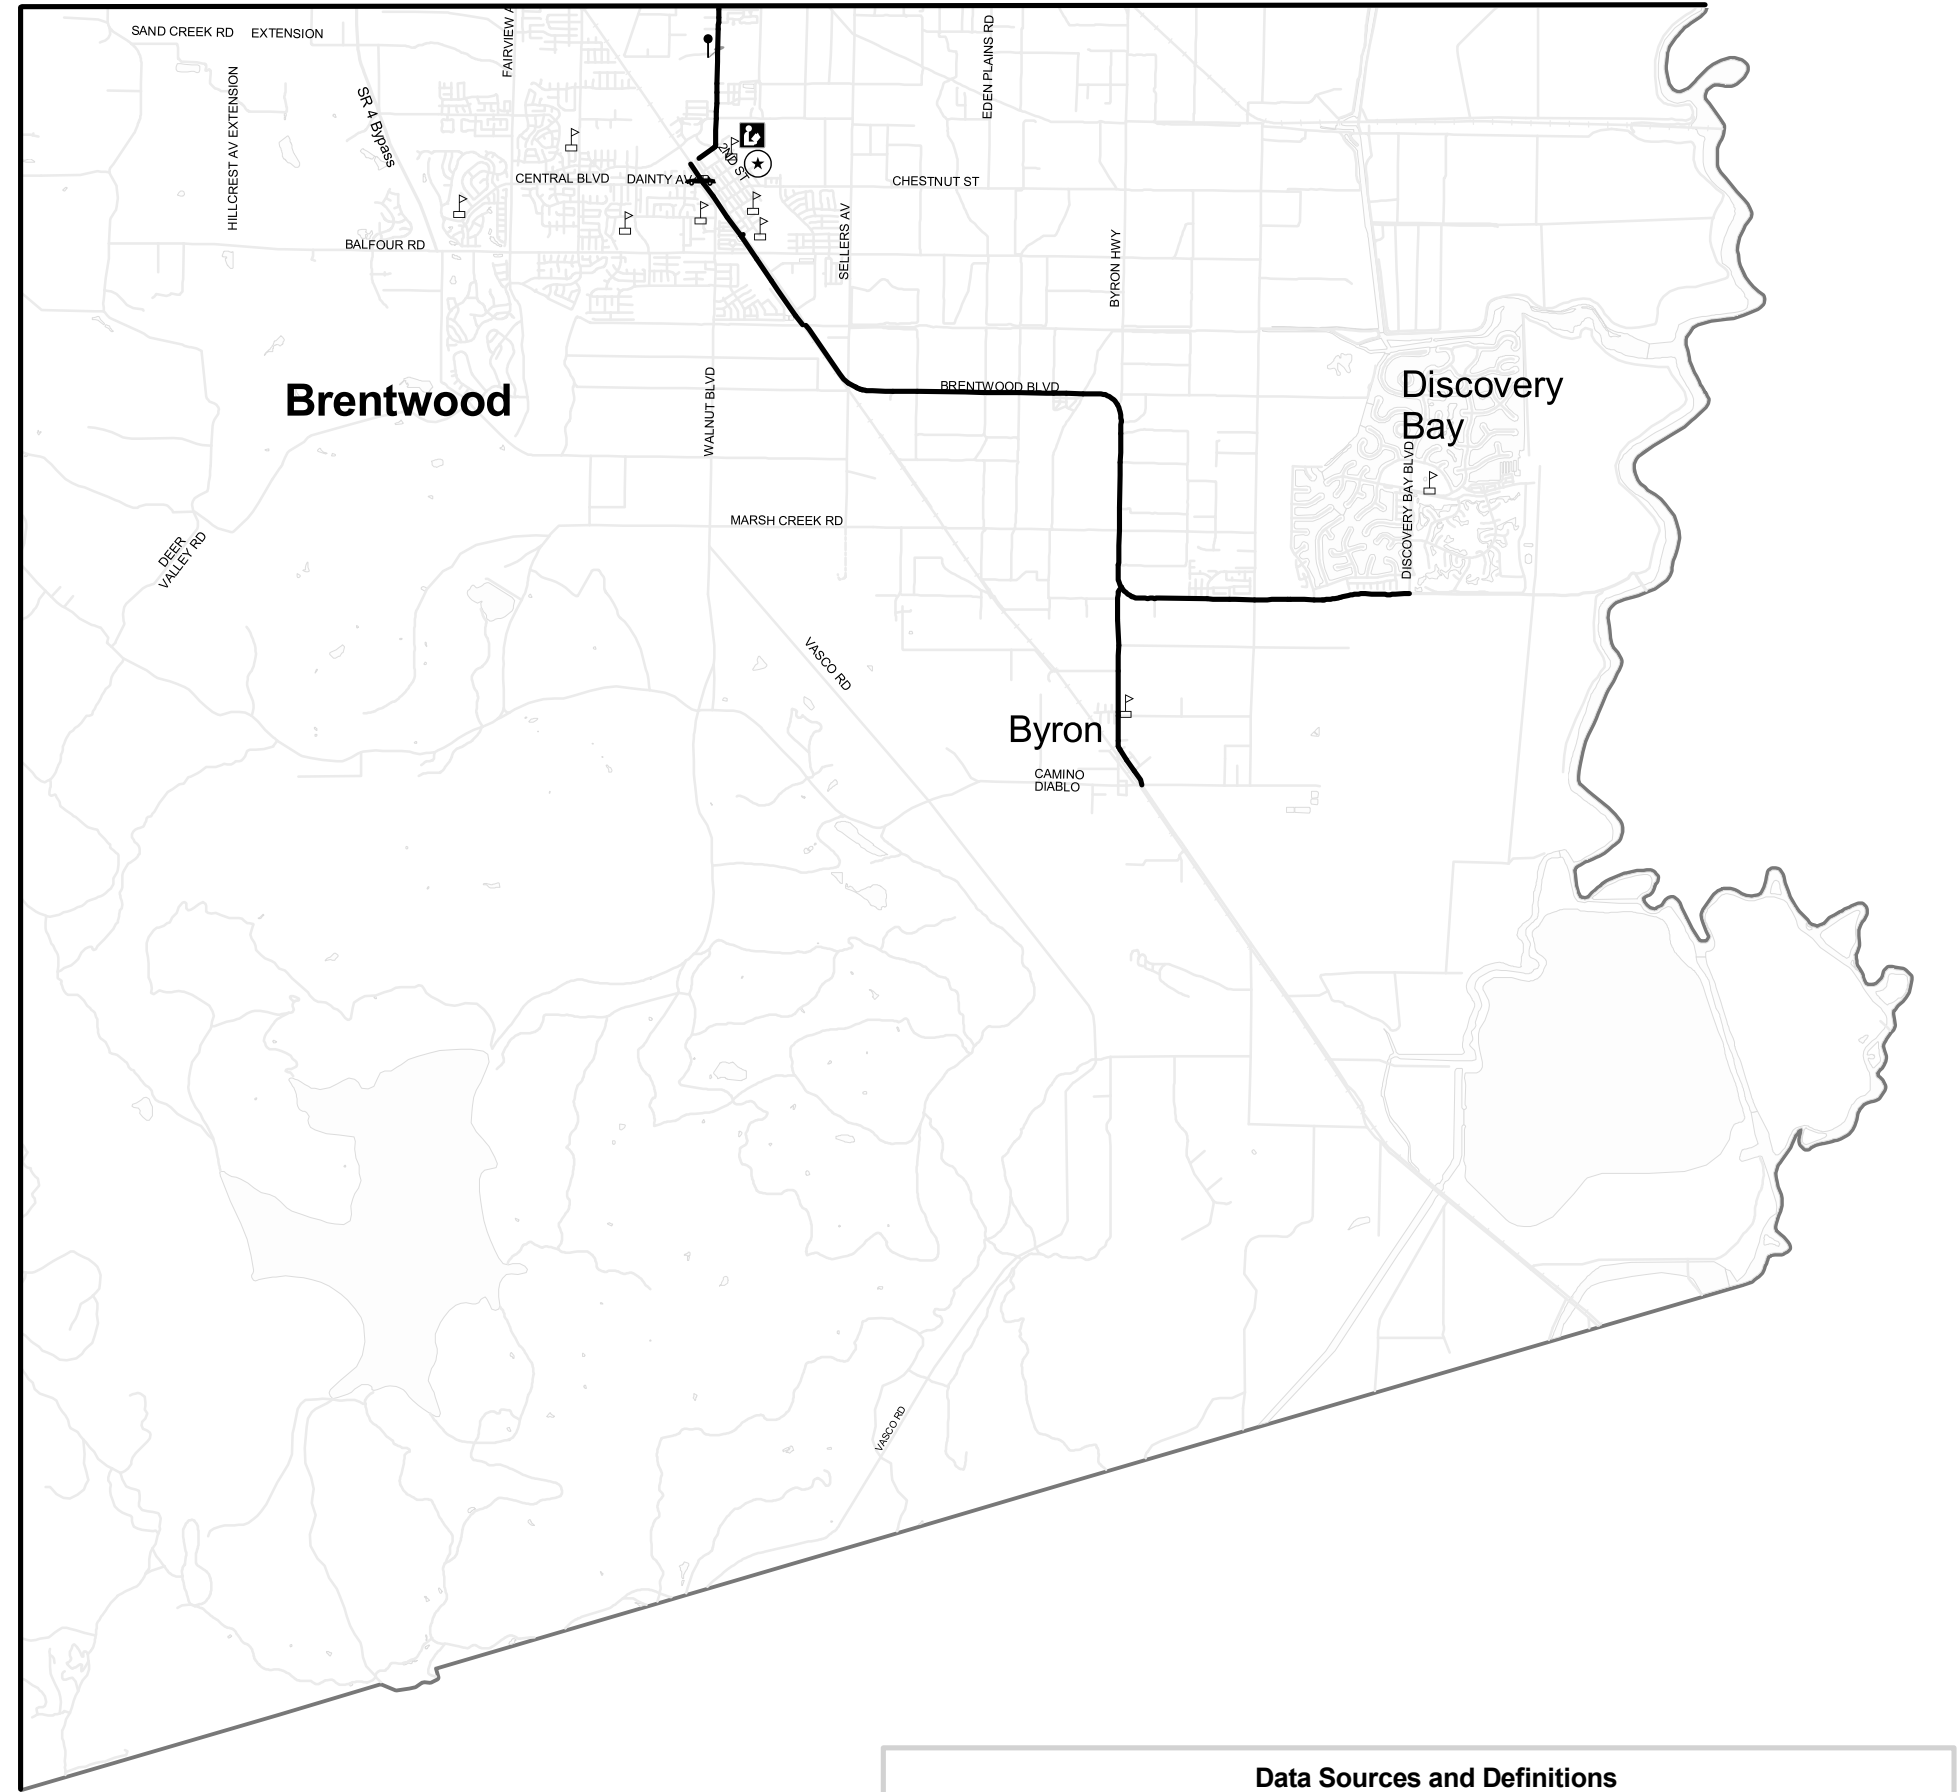 SAND CREEK RD EXTENSION
FAIRVIEW
EDEN PLAINS RD
HILLCREST AV EXTENSION
SR 4 Bypass
2ND ST
CENTRAL BLVD
DAINTY AV
CHESTNUT ST
SELLERS AV
BALFOUR RD
BYRON HWY
Brentwood
WALNUT BLVD
BRENTWOOD BLVD
Discovery
Bay
DISCOVERY BAY BLVD
MARSH CREEK RD
DEER
VALLEY RD
VASCO RD
Byron
CAMINO
DIABLO
VASCO RD
Data Sources and Definitions